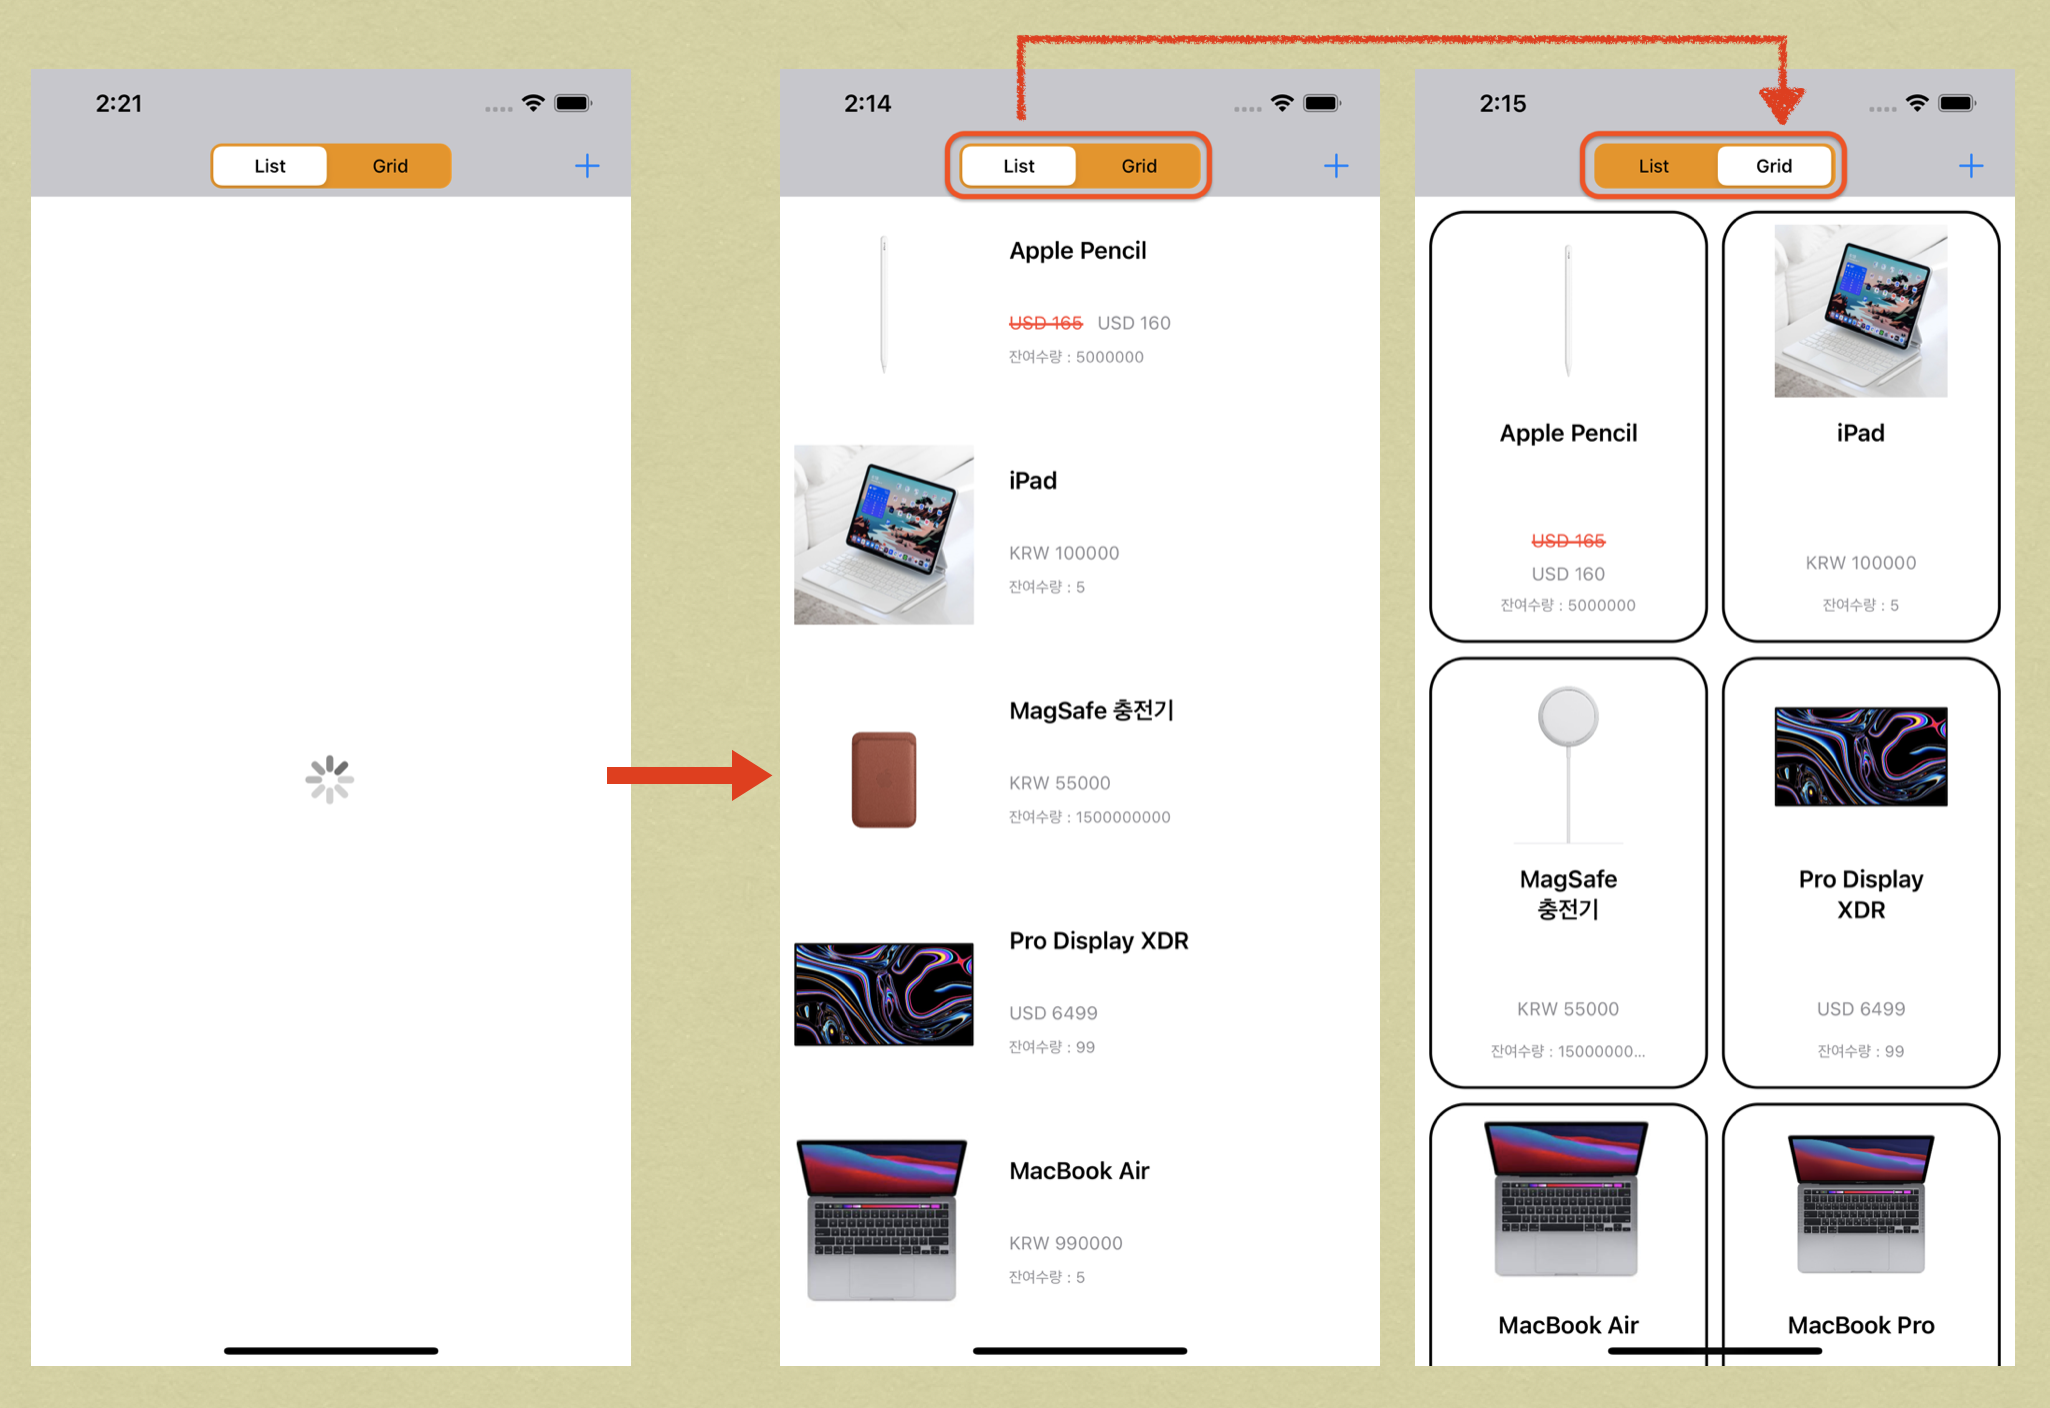 2:21
List
Grid
+
2:14
List
Grid
+
Apple Pencil
USD 165 USD 160
잔여수량 : 5000000
iPad
KRW 100000
잔여수량 : 5
MagSafe 충전기
KRW 55000
잔여수량 : 1500000000
Pro Display XDR
USD 6499
잔여수량 : 99
MacBook Air
KRW 990000
잔여수량 : 5
2:15
List
Grid
+
Apple Pencil
USD 165
USD 160
잔여수량 : 5000000
iPad
KRW 100000
잔여수량 : 5
MagSafe
충전기
KRW 55000
잔여수량 : 15000000...
Pro Display
XDR
USD 6499
잔여수량 : 99
MacBook Air
MacBook Pro